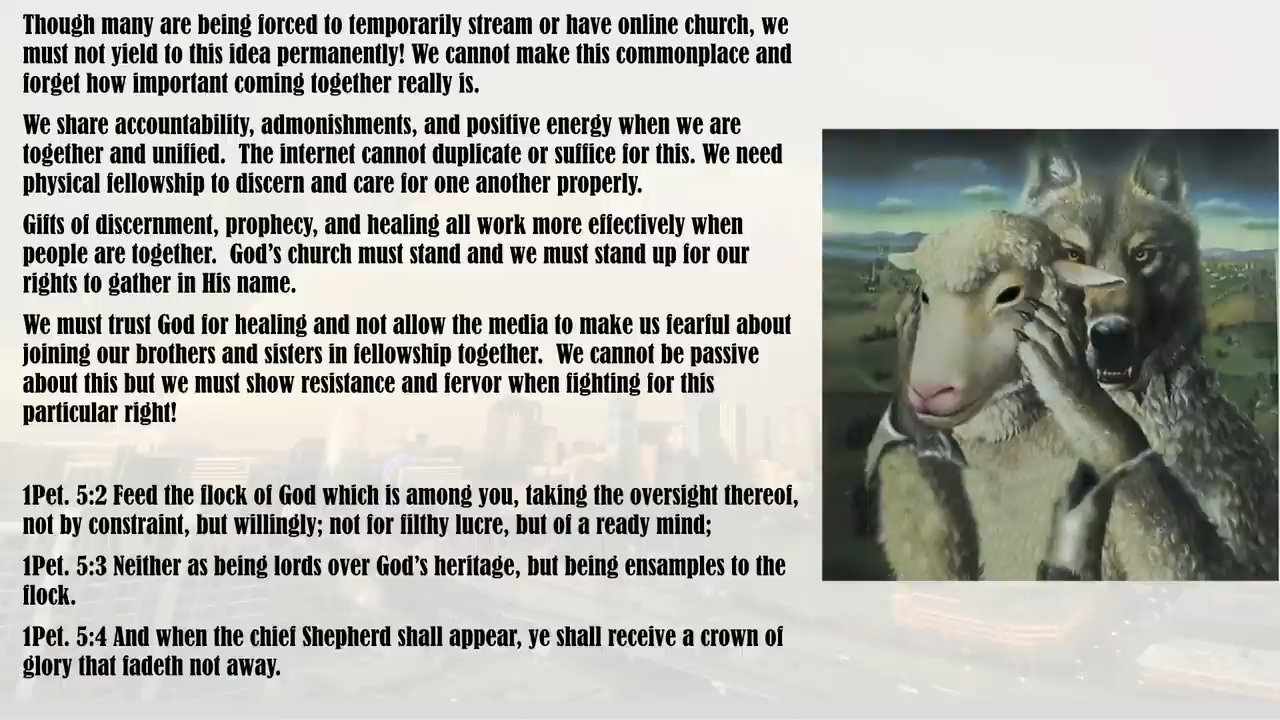 Though many are being forced to temporarily stream or have online church, we
must not yield to this idea permanently! We cannot make this commonplace and
forget how important coming together really is.
We share accountability, admonishments, and positive energy when we are
together and unified.  The internet cannot duplicate or suffice for this. We need
physical fellowship to discern and care for one another properly.
Gifts of discernment, prophecy, and healing all work more effectively when
people are together.  God’s church must stand and we must stand up for our
rights to gather in His name.
We must trust God for healing and not allow the media to make us fearful about
joining our brothers and sisters in fellowship together.  We cannot be passive
about this but we must show resistance and fervor when fighting for this
particular right!
1Pet. 5:2 Feed the flock of God which is among you, taking the oversight thereof,
not by constraint, but willingly; not for filthy lucre, but of a ready mind;
1Pet. 5:3 Neither as being lords over God’s heritage, but being ensamples to the
flock.
1Pet. 5:4 And when the chief Shepherd shall appear, ye shall receive a crown of
glory that fadeth not away.